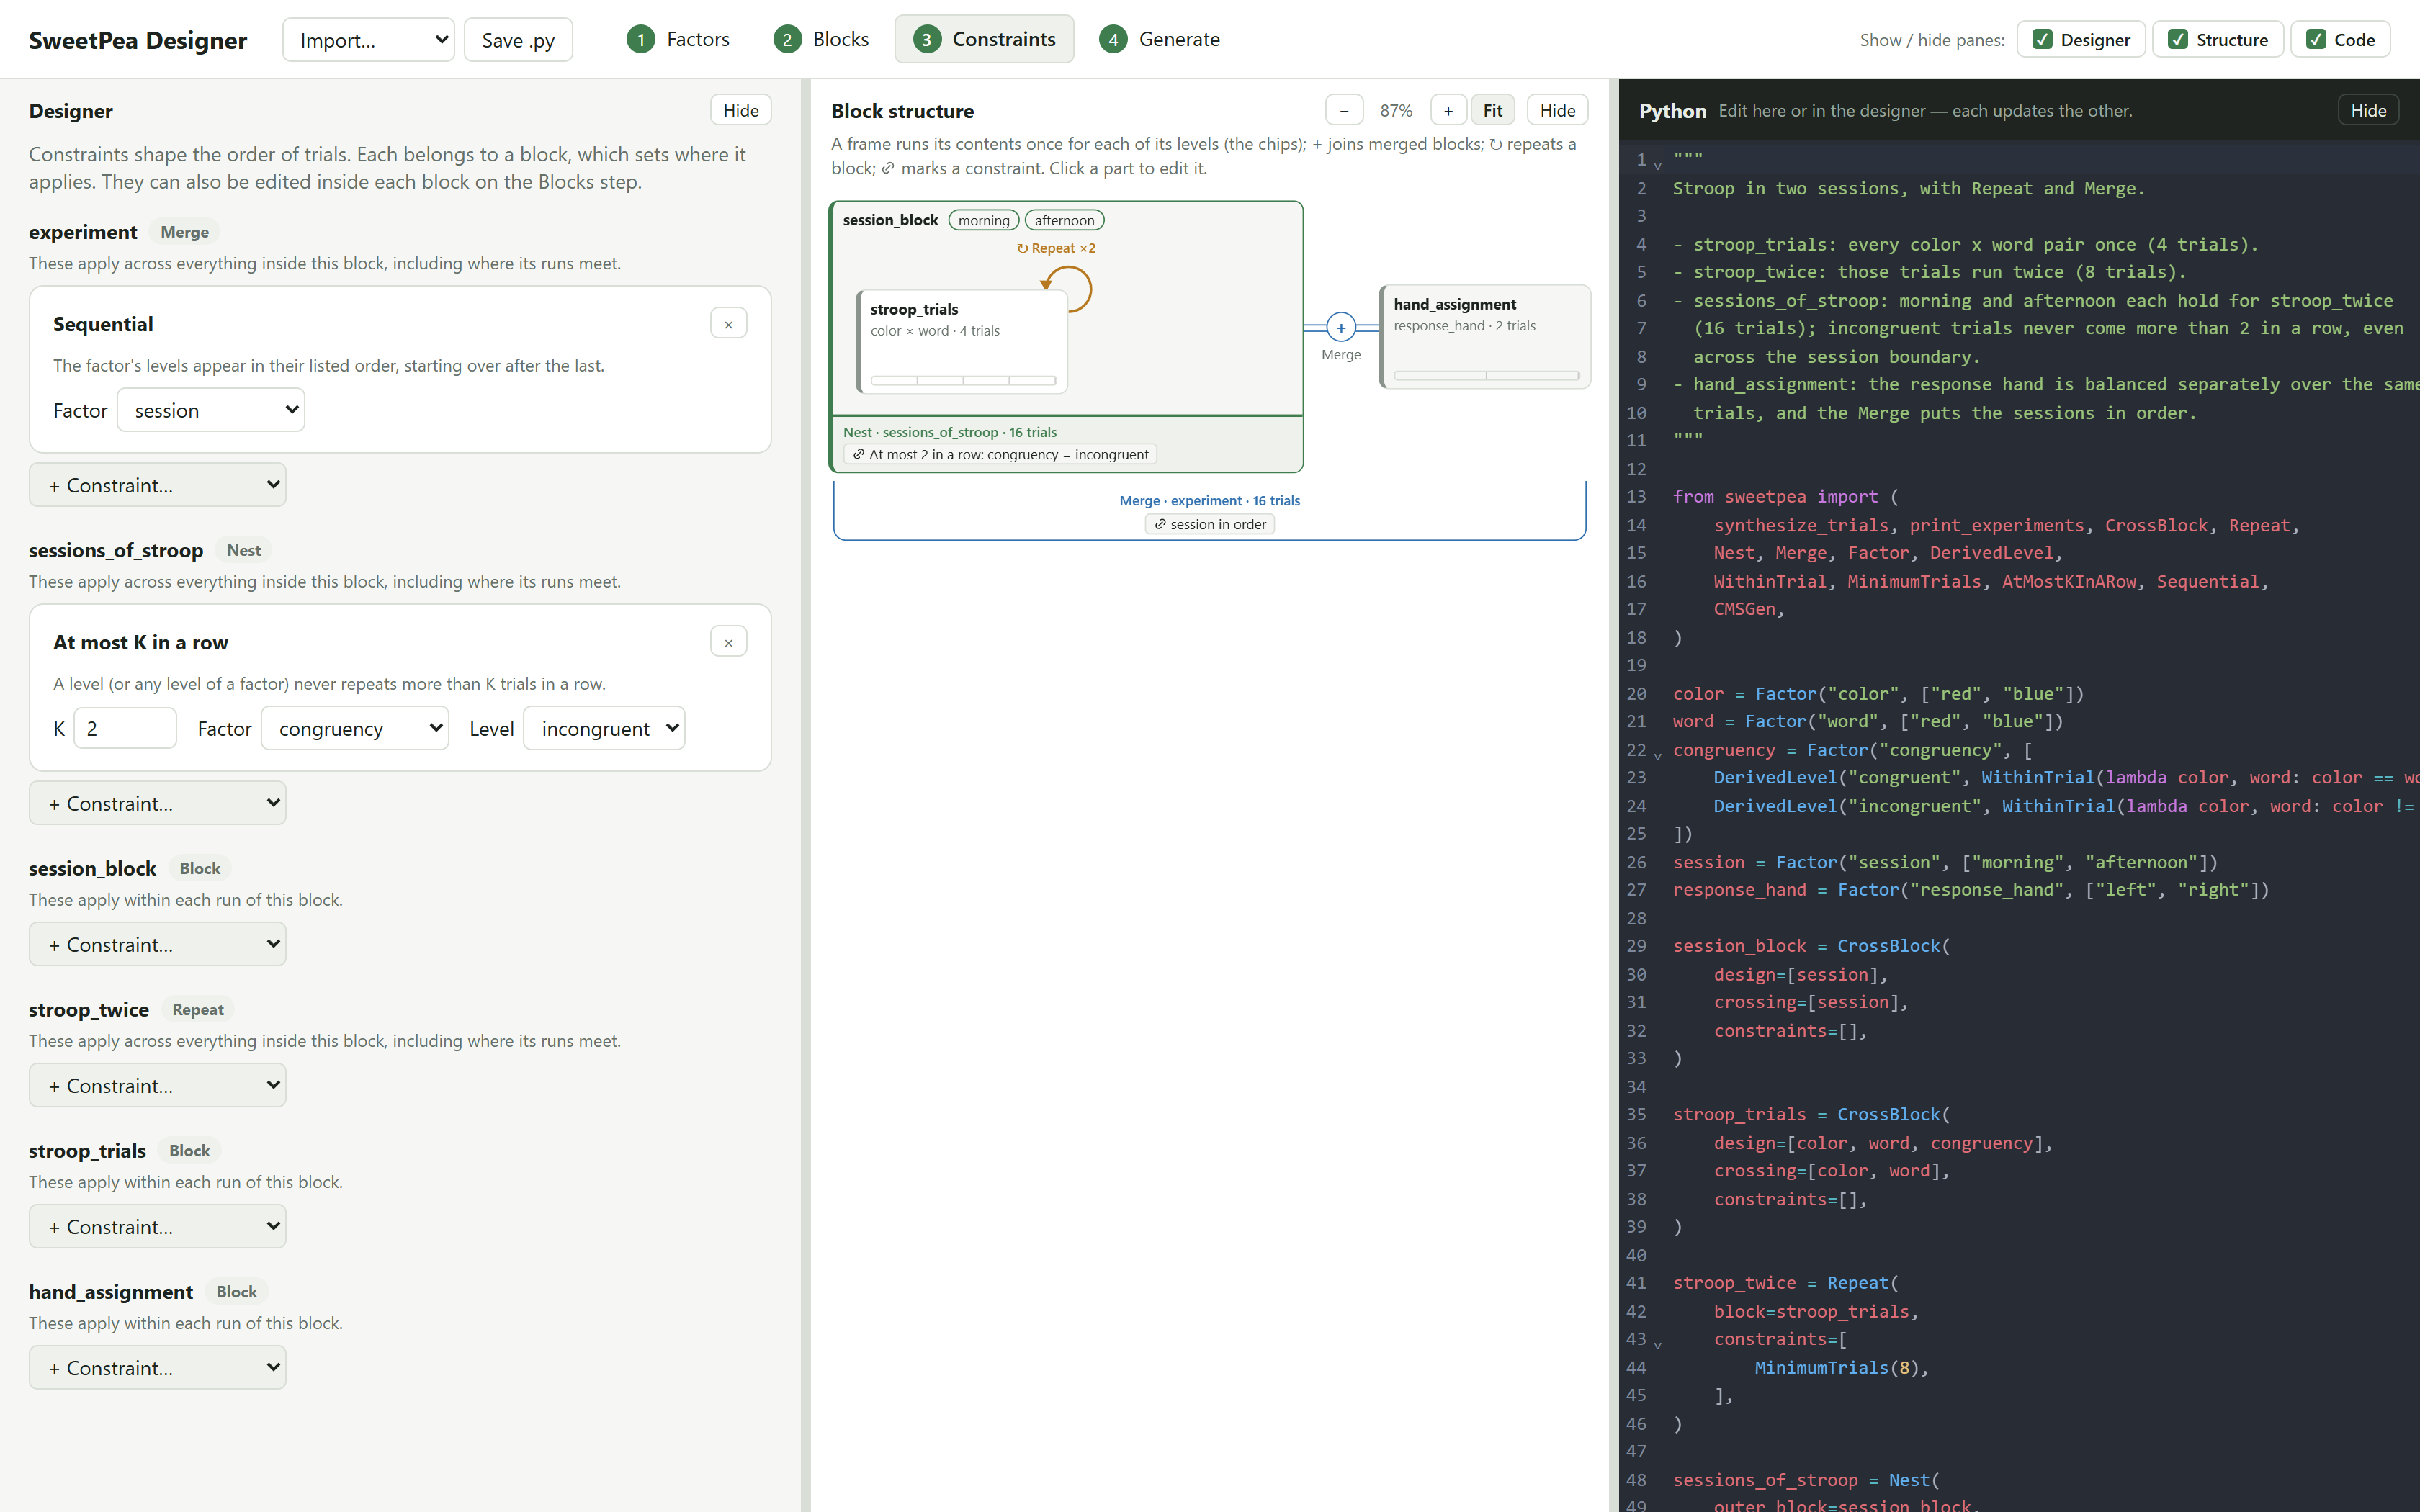 SweetPea Designer
Import...
Save .py
1 Factors
2 Blocks
3 Constraints
4 Generate
Show / hide panes:
Designer
Structure
Code
Designer
Hide
Constraints shape the order of trials. Each belongs to a block, which sets where it
applies. They can also be edited inside each block on the Blocks step.
experiment Merge
These apply across everything inside this block, including where its runs meet.
Sequential
×
The factor's levels appear in their listed order, starting over after the last.
Factor session
+ Constraint...
sessions_of_stroop Nest
These apply across everything inside this block, including where its runs meet.
At most K in a row
×
A level (or any level of a factor) never repeats more than K trials in a row.
K 2 Factor congruency Level incongruent
+ Constraint...
session_block Block
These apply within each run of this block.
+ Constraint...
stroop_twice Repeat
These apply across everything inside this block, including where its runs meet.
+ Constraint...
stroop_trials Block
These apply within each run of this block.
+ Constraint...
hand_assignment Block
These apply within each run of this block.
+ Constraint...
Block structure
− 87% + Fit Hide
A frame runs its contents once for each of its levels (the chips); + joins merged blocks; ↻ repeats a
block; 🔗 marks a constraint. Click a part to edit it.
session_block morning afternoon
↻ Repeat ×2
stroop_trials
color × word · 4 trials
+
Merge
hand_assignment
response_hand · 2 trials
Nest · sessions_of_stroop · 16 trials
🔗 At most 2 in a row: congruency = incongruent
Merge · experiment · 16 trials
🔗 session in order
Python Edit here or in the designer — each updates the other.
Hide
1 """
2 Stroop in two sessions, with Repeat and Merge.
3
4 - stroop_trials: every color x word pair once (4 trials).
5 - stroop_twice: those trials run twice (8 trials).
6 - sessions_of_stroop: morning and afternoon each hold for stroop_twice
7   (16 trials); incongruent trials never come more than 2 in a row, even
8   across the session boundary.
9 - hand_assignment: the response hand is balanced separately over the same
10   trials, and the Merge puts the sessions in order.
11 """
12
13 from sweetpea import (
14     synthesize_trials, print_experiments, CrossBlock, Repeat,
15     Nest, Merge, Factor, DerivedLevel,
16     WithinTrial, MinimumTrials, AtMostKInARow, Sequential,
17     CMSGen,
18 )
19
20 color = Factor("color", ["red", "blue"])
21 word = Factor("word", ["red", "blue"])
22 congruency = Factor("congruency", [
23     DerivedLevel("congruent", WithinTrial(lambda color, word: color == wo
24     DerivedLevel("incongruent", WithinTrial(lambda color, word: color !=
25 ])
26 session = Factor("session", ["morning", "afternoon"])
27 response_hand = Factor("response_hand", ["left", "right"])
28
29 session_block = CrossBlock(
30     design=[session],
31     crossing=[session],
32     constraints=[],
33 )
34
35 stroop_trials = CrossBlock(
36     design=[color, word, congruency],
37     crossing=[color, word],
38     constraints=[],
39 )
40
41 stroop_twice = Repeat(
42     block=stroop_trials,
43     constraints=[
44         MinimumTrials(8),
45     ],
46 )
47
48 sessions_of_stroop = Nest(
49     outer_block=session_block,